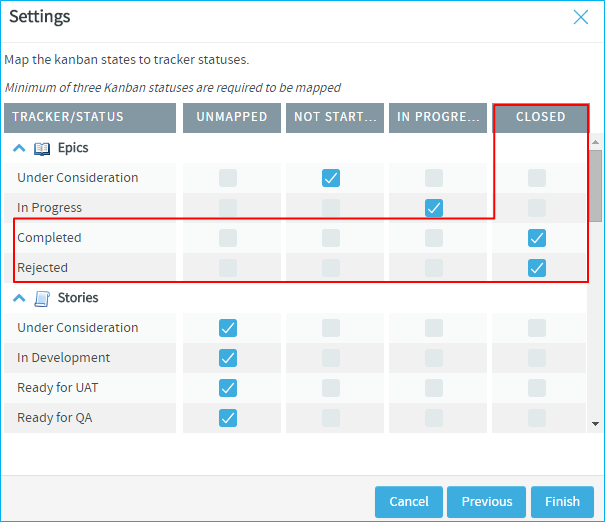 Settings
Map the kanban states to tracker statuses.
Minimum of three Kanban statuses are required to be mapped
TRACKER/STATUS UNMAPPED NOT START... IN PROGRE... CLOSED
Epics
Under Consideration
In Progress
Completed
Rejected
Stories
Under Consideration
In Development
Ready for UAT
Ready for QA
Cancel Previous Finish